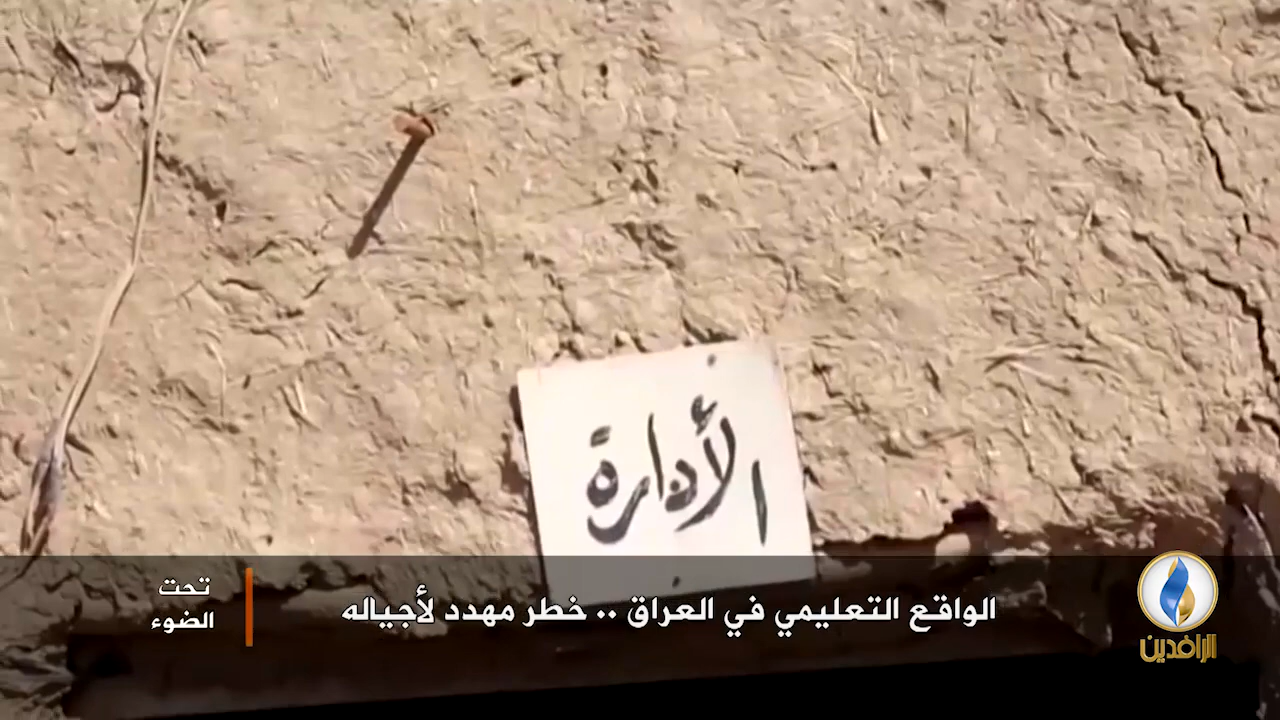 الأدارة
الواقع التعليمي في العراق .. خطر مهدد لأجياله
تحت
الضوء
الرافدين